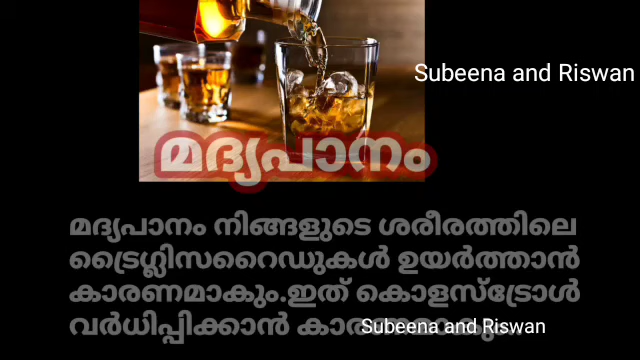 Subeena and Riswan
മദ്യപാനം
മദ്യപാനം നിങ്ങളുടെ ശരീരത്തിലെ
ട്രൈഗ്ലിസറൈഡുകൾ ഉയർത്താൻ
കാരണമാകും.ഇത് കൊളസ്ട്രോൾ
വർധിപ്പിക്കാൻ
Subeena and Riswan